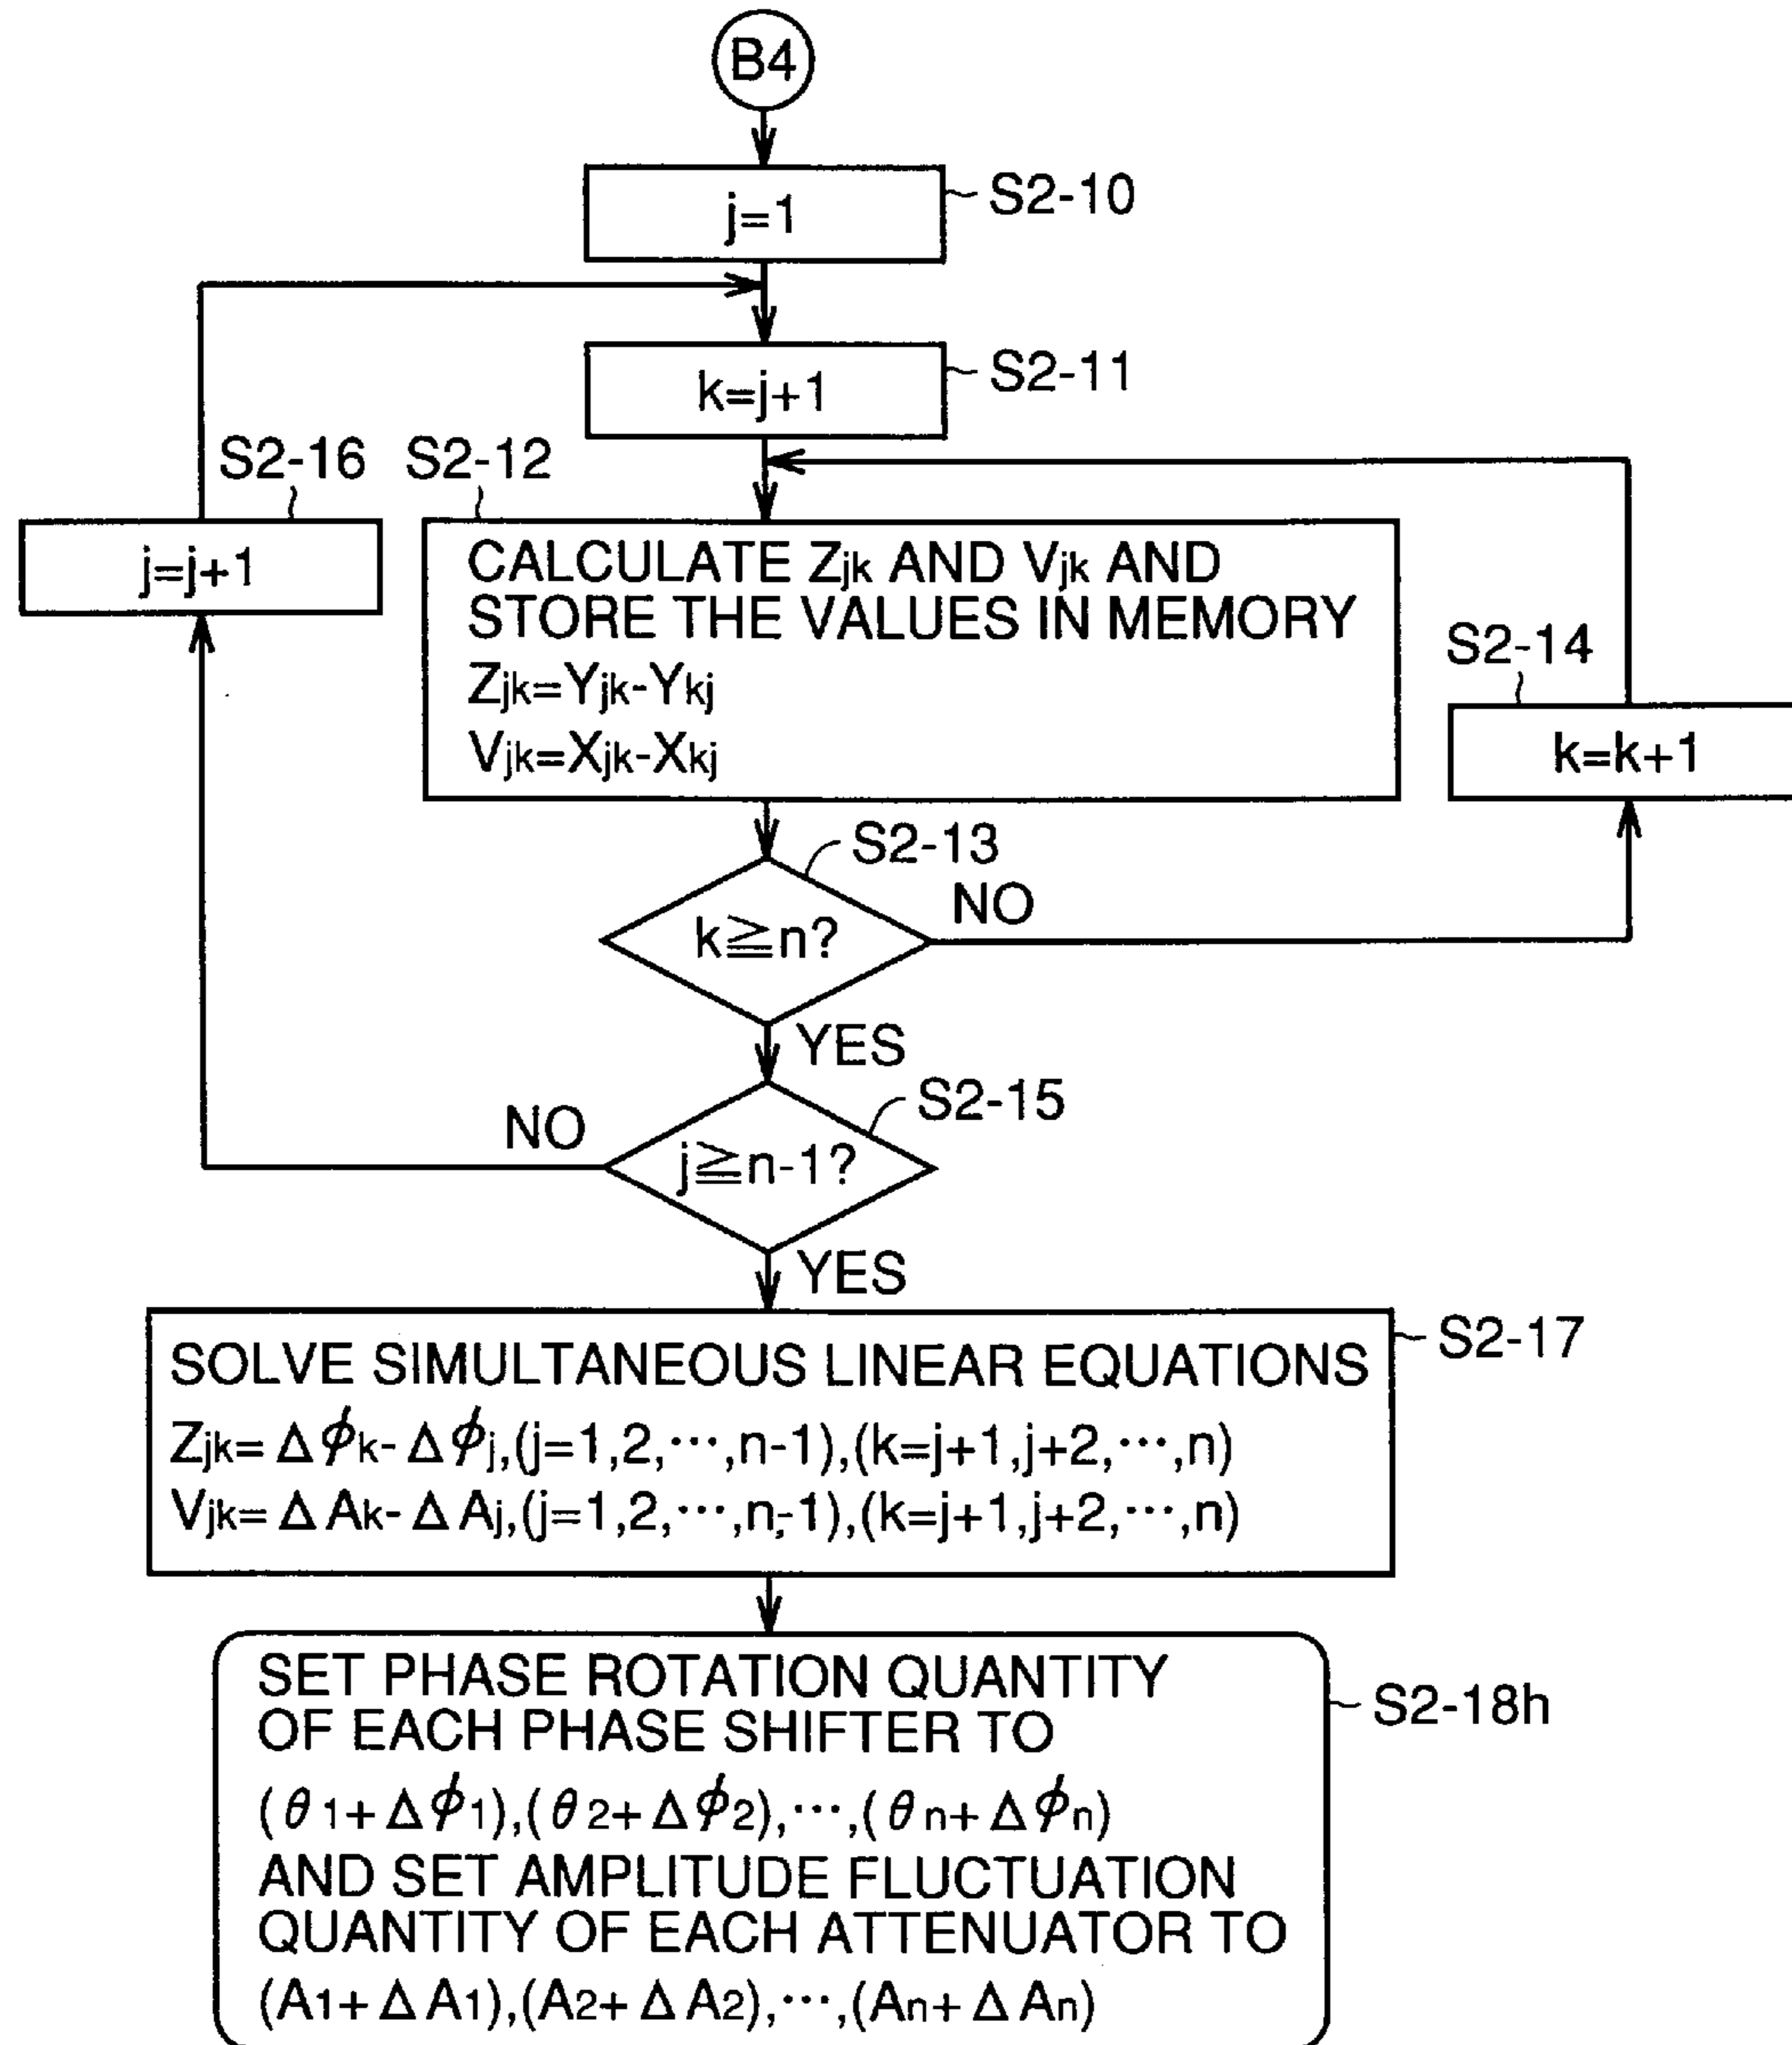 B4
j=1
S2-10
k=j+1
S2-11
S2-16
S2-12
j=j+1
CALCULATE Zjk AND Vjk AND
STORE THE VALUES IN MEMORY
Zjk=Yjk-Ykj
Vjk=Xjk-Xkj
S2-14
k=k+1
S2-13
k≧n?
NO
YES
S2-15
NO
j≧n-1?
YES
S2-17
SOLVE SIMULTANEOUS LINEAR EQUATIONS
Zjk=Δϕk-Δϕj,(j=1,2,⋯,n-1),(k=j+1,j+2,⋯,n)
Vjk=ΔAk-ΔAj,(j=1,2,⋯,n-1),(k=j+1,j+2,⋯,n)
SET PHASE ROTATION QUANTITY
OF EACH PHASE SHIFTER TO
S2-18h
(θ1+Δϕ1),(θ2+Δϕ2),⋯,(θn+Δϕn)
AND SET AMPLITUDE FLUCTUATION
QUANTITY OF EACH ATTENUATOR TO
(A1+ΔA1),(A2+ΔA2),⋯,(An+ΔAn)